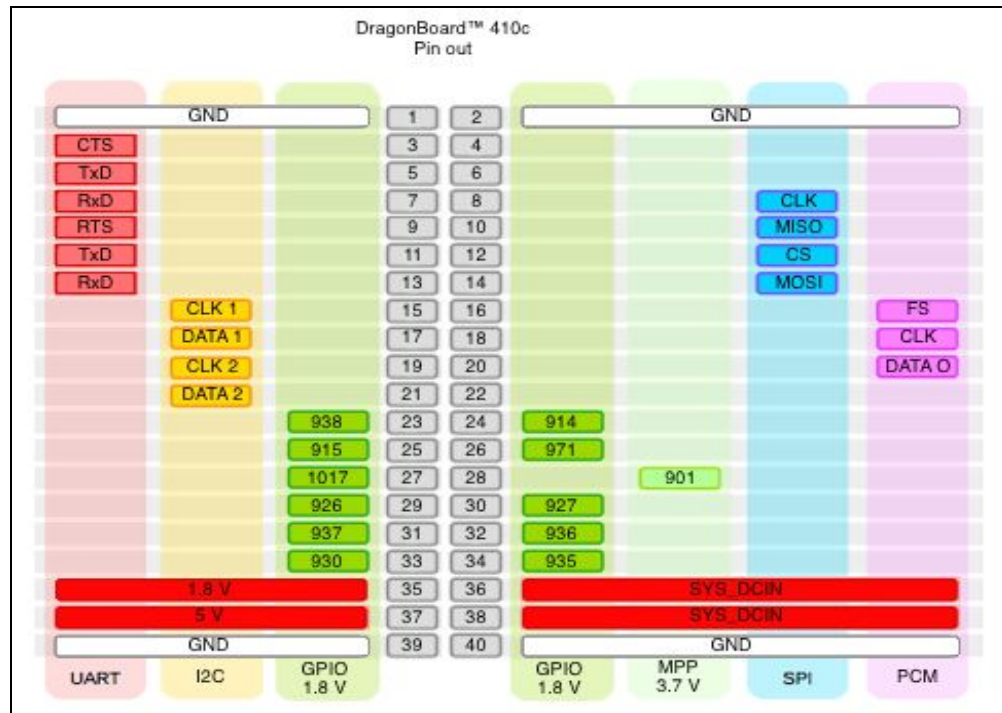 DragonBoard™ 410c
Pin out
GND 1 2 GND
CTS 3 4
TxD 5 6
RxD 7 8 CLK
RTS 9 10 MISO
TxD 11 12 CS
RxD 13 14 MOSI
CLK 1 15 16 FS
DATA 1 17 18 CLK
CLK 2 19 20 DATA O
DATA 2 21 22
938 23 24 914
915 25 26 971
1017 27 28 901
926 29 30 927
937 31 32 936
930 33 34 935
1.8 V 35 36 SYS_DCIN
5 V 37 38 SYS_DCIN
GND 39 40 GND
UART I2C GPIO GPIO MPP SPI PCM
1.8 V 1.8 V 3.7 V